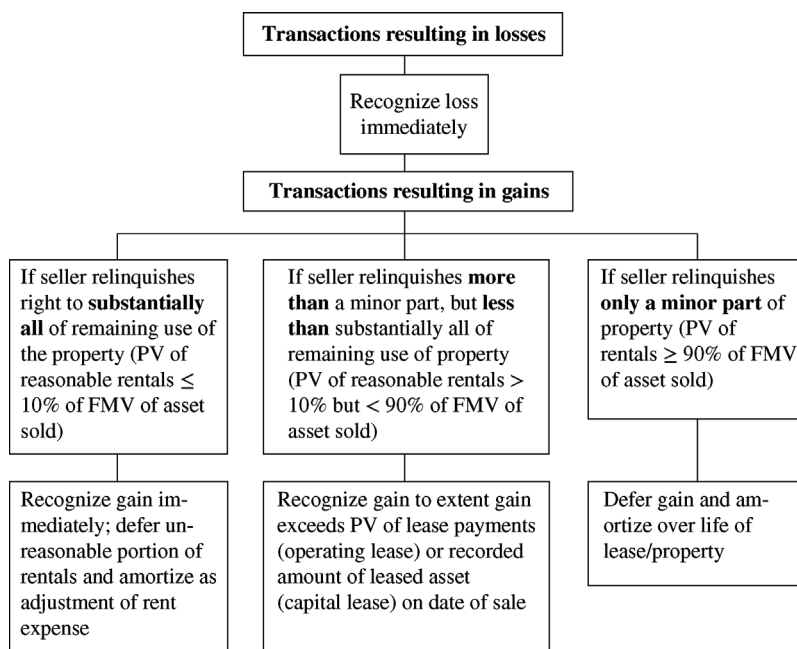 Transactions resulting in losses
Recognize loss
immediately
Transactions resulting in gains
If seller relinquishes
right to substantially
all of remaining use of
the property (PV of
reasonable rentals ≤
10% of FMV of asset
sold)
If seller relinquishes more
than a minor part, but less
than substantially all of
remaining use of property
(PV of reasonable rentals >
10% but < 90% of FMV of
asset sold)
If seller relinquishes
only a minor part of
property (PV of
rentals ≥ 90% of FMV
of asset sold)
Recognize gain im-
mediately; defer un-
reasonable portion of
rentals and amortize as
adjustment of rent
expense
Recognize gain to extent gain
exceeds PV of lease payments
(operating lease) or recorded
amount of leased asset
(capital lease) on date of sale
Defer gain and am-
ortize over life of
lease/property